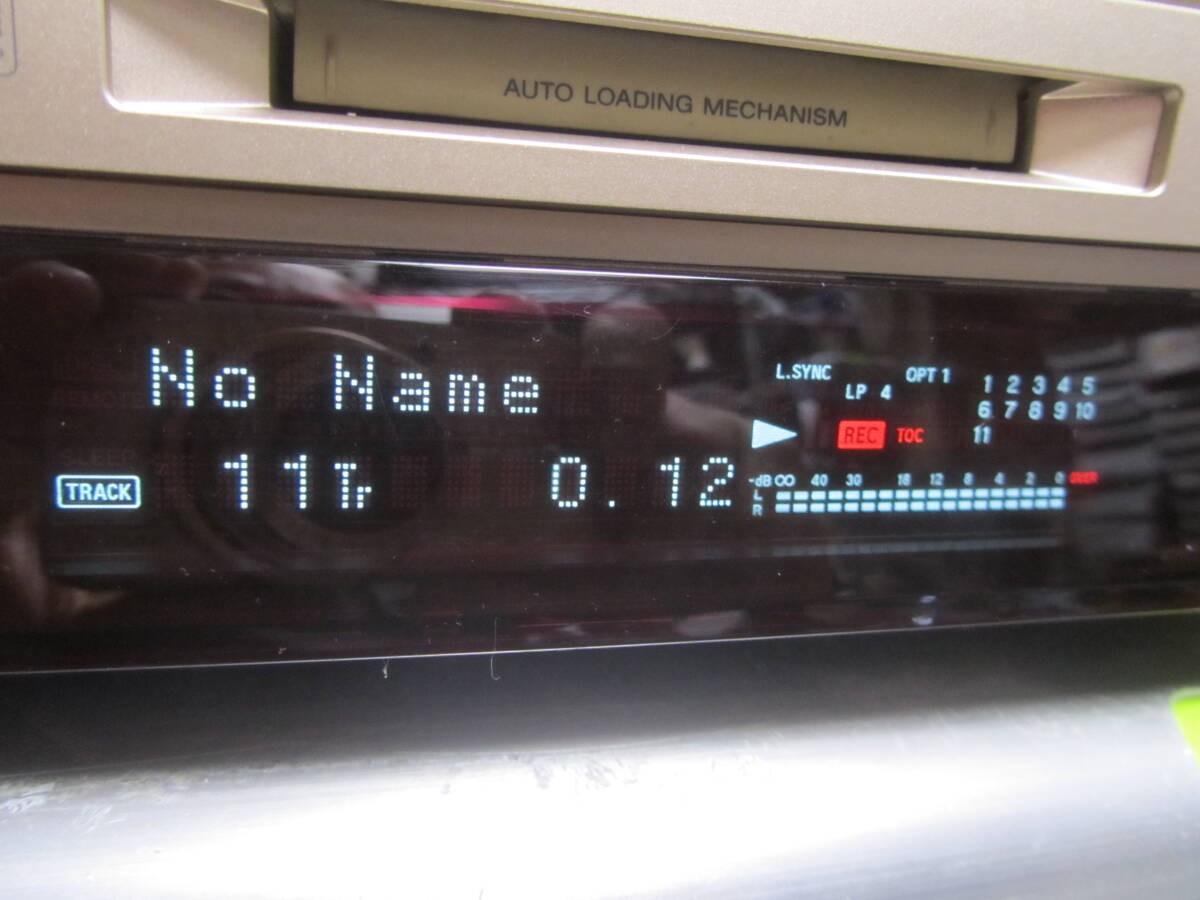 AUTO LOADING MECHANISM
No Name
L.SYNC
OPT 1
LP 4
1 2 3 4 5
6 7 8 9 10
REC TOC
11
TRACK
11Tr 0.12
-dB ∞ 40 30 18 12 8 4 2 0 OVER
L
R